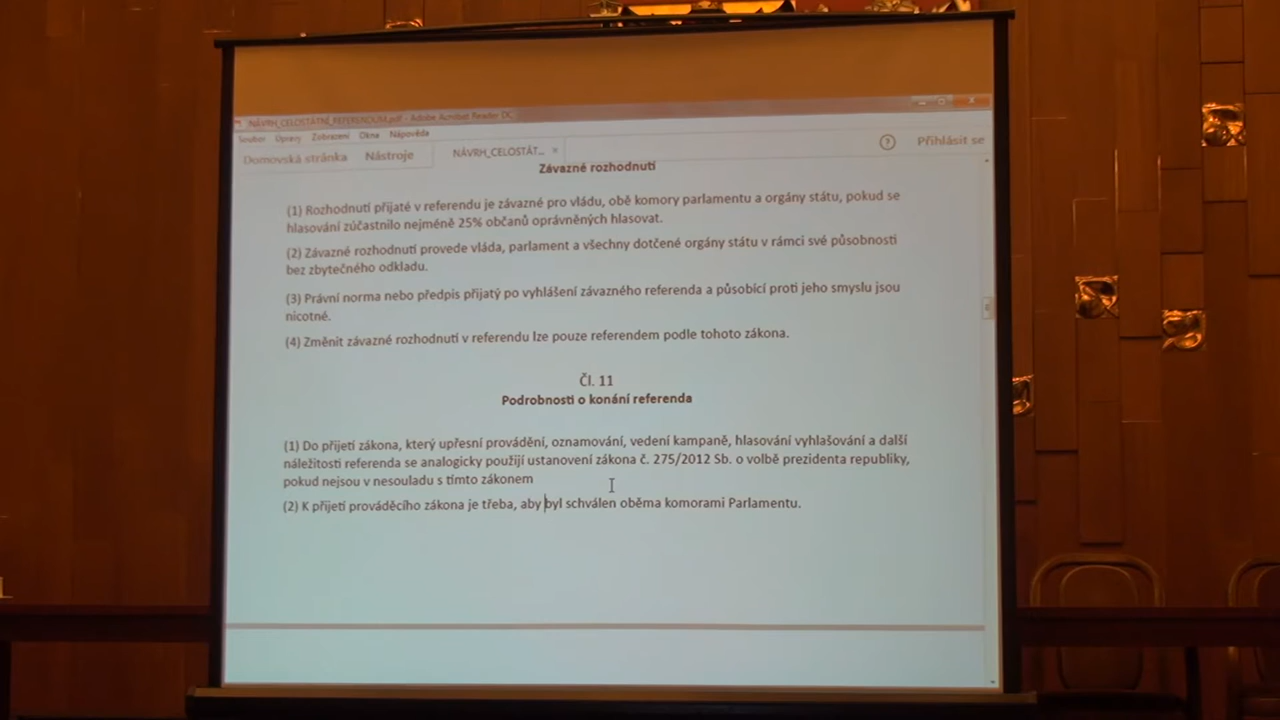 NÁVRH_CELOSTÁTNÍ_REFERENDUM.pdf - Adobe Acrobat Reader DC
Soubor Úpravy Zobrazení Okna Nápověda
Domovská stránka Nástroje NÁVRH_CELOSTÁT... × ? Přihlásit se
Závazné rozhodnutí
(1) Rozhodnutí přijaté v referendu je závazné pro vládu, obě komory parlamentu a orgány státu, pokud se
hlasování zúčastnilo nejméně 25% občanů oprávněných hlasovat.
(2) Závazné rozhodnutí provede vláda, parlament a všechny dotčené orgány státu v rámci své působnosti
bez zbytečného odkladu.
(3) Právní norma nebo předpis přijatý po vyhlášení závazného referenda a působící proti jeho smyslu jsou
nicotné.
(4) Změnit závazné rozhodnutí v referendu lze pouze referendem podle tohoto zákona.
Čl. 11
Podrobnosti o konání referenda
(1) Do přijetí zákona, který upřesní provádění, oznamování, vedení kampaně, hlasování vyhlašování a další
náležitosti referenda se analogicky použijí ustanovení zákona č. 275/2012 Sb. o volbě prezidenta republiky,
pokud nejsou v nesouladu s tímto zákonem
(2) K přijetí prováděcího zákona je třeba, aby byl schválen oběma komorami Parlamentu.